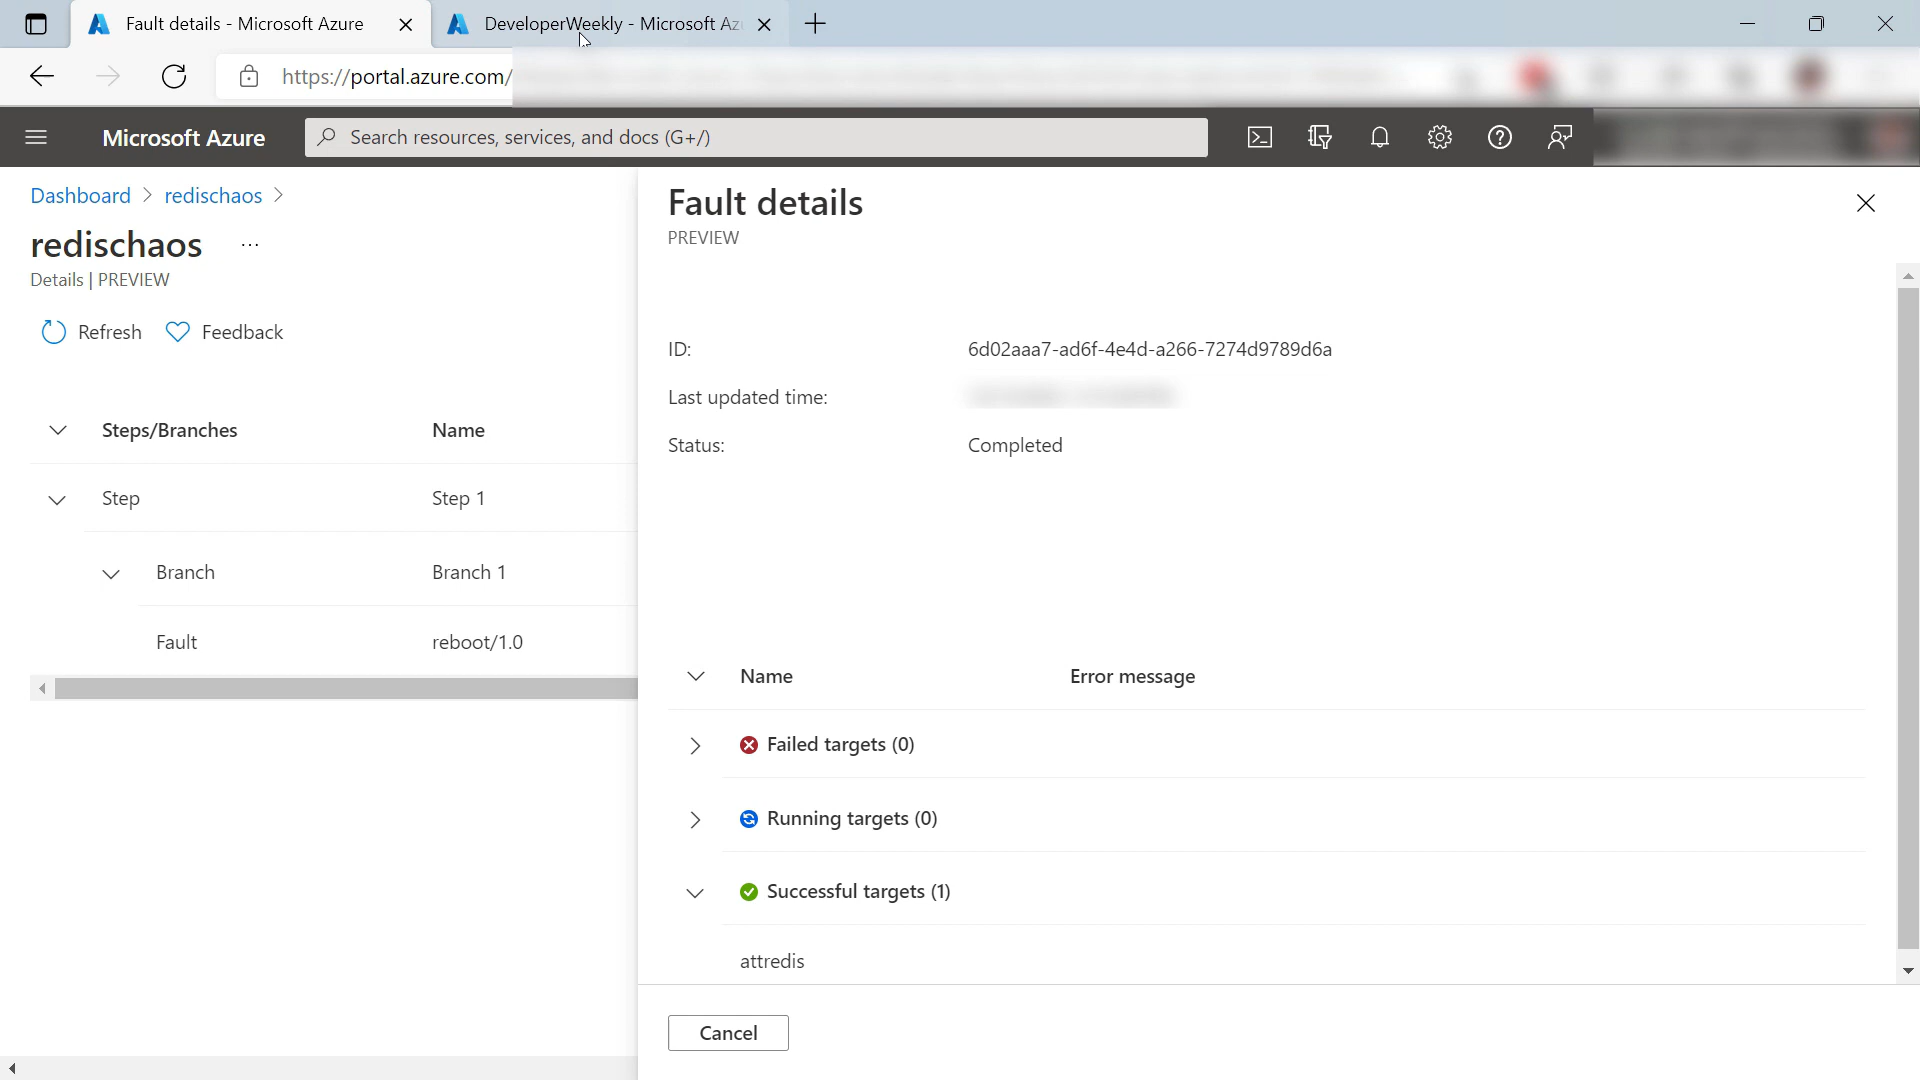 Fault details - Microsoft Azure
DeveloperWeekly - Microsoft Az
https://portal.azure.com/
Microsoft Azure
Search resources, services, and docs (G+/)
Dashboard > redischaos >
redischaos ...
Details | PREVIEW
Refresh Feedback
Steps/Branches Name
Step Step 1
Branch Branch 1
Fault reboot/1.0
Fault details
PREVIEW
ID: 6d02aaa7-ad6f-4e4d-a266-7274d9789d6a
Last updated time:
Status: Completed
Name Error message
Failed targets (0)
Running targets (0)
Successful targets (1)
attredis
Cancel